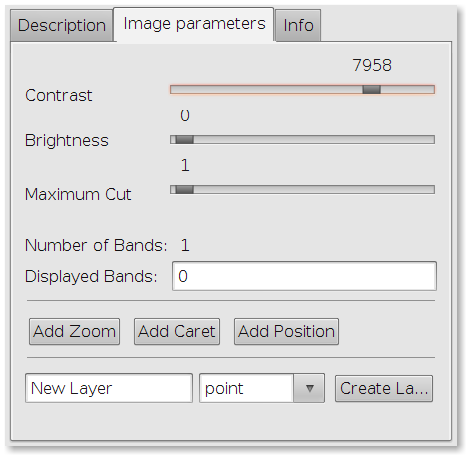 Description Image parameters Info
7958
Contrast
0
Brightness
1
Maximum Cut
Number of Bands: 1
Displayed Bands: 0
Add Zoom Add Caret Add Position
New Layer point Create La...